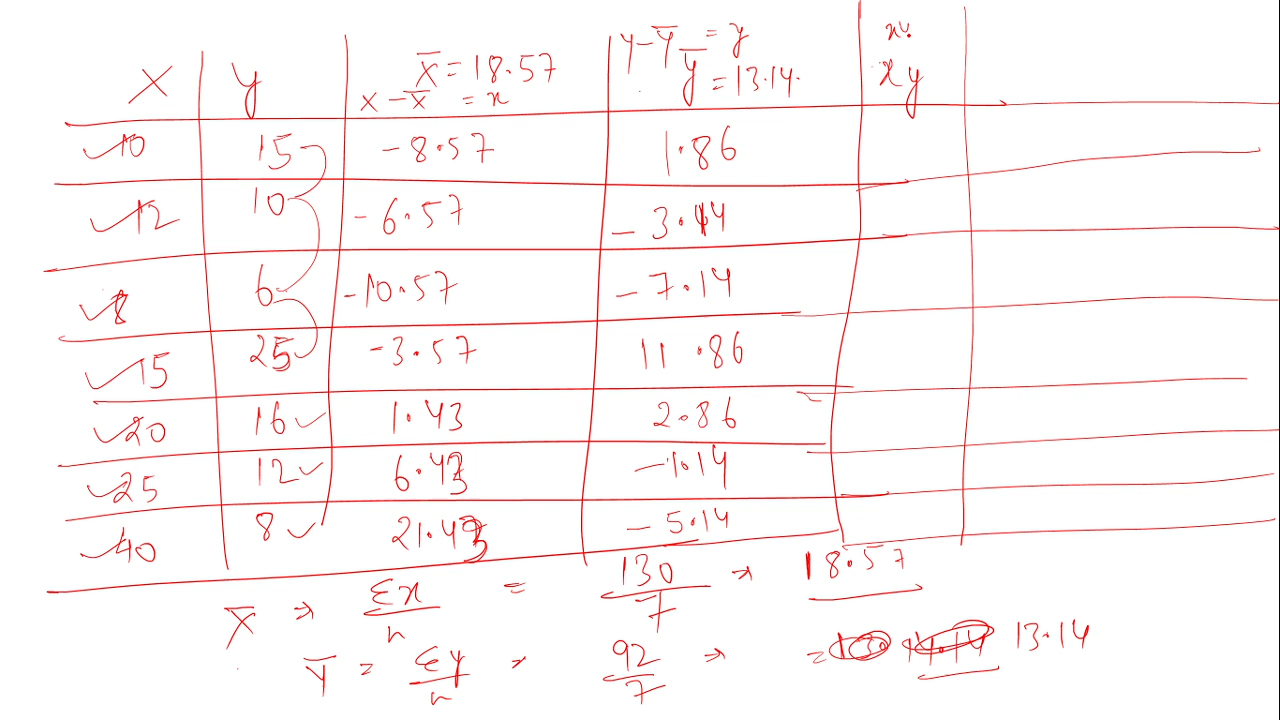 X Y X̄ = 18.57 Y - Ȳ = y xy
X - X̄ = x Ȳ = 13.14 xy
10 15 -8.57 1.86
12 10 -6.57 -3.14
8 6 -10.57 -7.14
15 25 -3.57 11.86
20 16 1.43 2.86
25 12 6.43 -1.14
40 8 21.43 -5.14
X̄ → Σx/n = 130/7 → 18.57
Ȳ = Σy/n → 92/7 → = 13.14